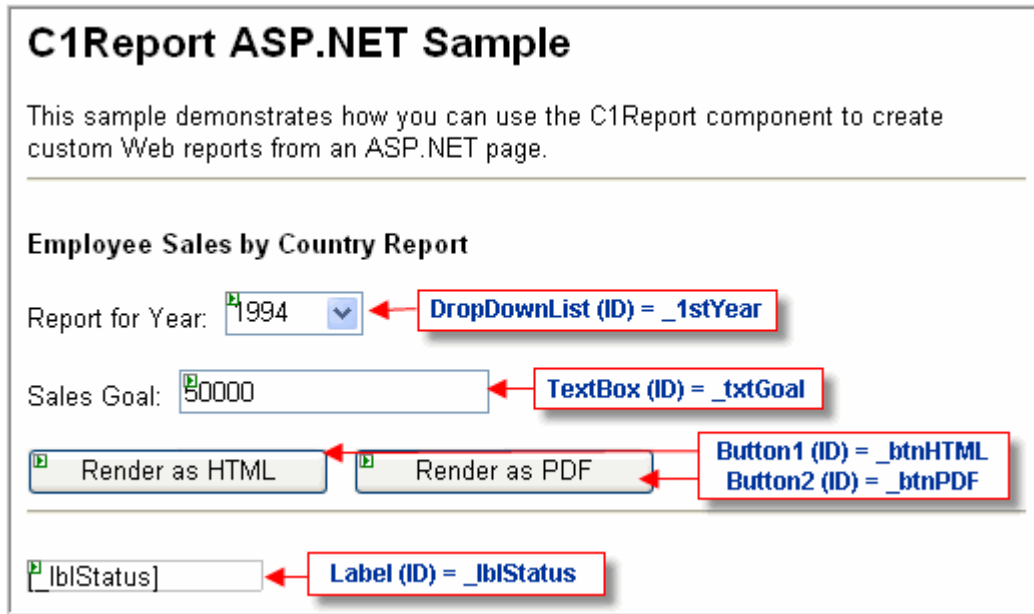 C1Report ASP.NET Sample
This sample demonstrates how you can use the C1Report component to create
custom Web reports from an ASP.NET page.
Employee Sales by Country Report
Report for Year: 1994 DropDownList (ID) = _1stYear
Sales Goal: 50000 TextBox (ID) = _txtGoal
Render as HTML Render as PDF
Button1 (ID) = _btnHTML
Button2 (ID) = _btnPDF
[_lblStatus] Label (ID) = _lblStatus